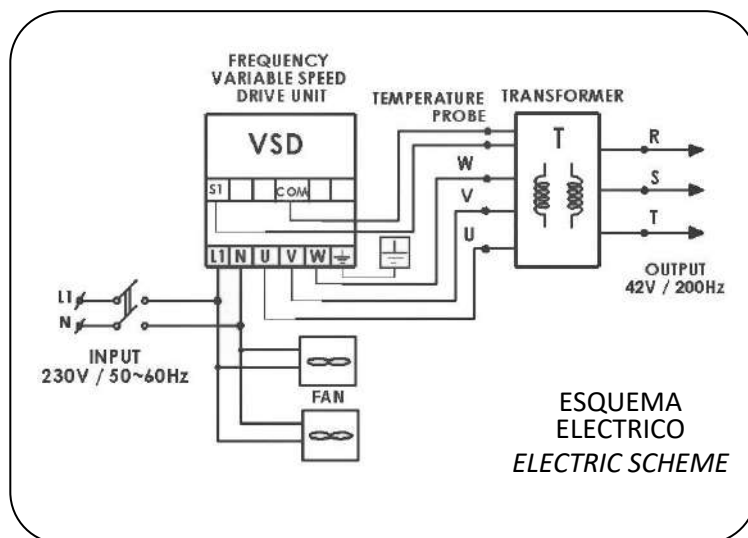 FREQUENCY
VARIABLE SPEED
DRIVE UNIT
TEMPERATURE
PROBE
TRANSFORMER
VSD
T
S1
COM
R
S
T
W
V
U
L1 N U V W
L1
N
INPUT
230V / 50~60Hz
OUTPUT
42V / 200Hz
FAN
ESQUEMA
ELECTRICO
ELECTRIC SCHEME